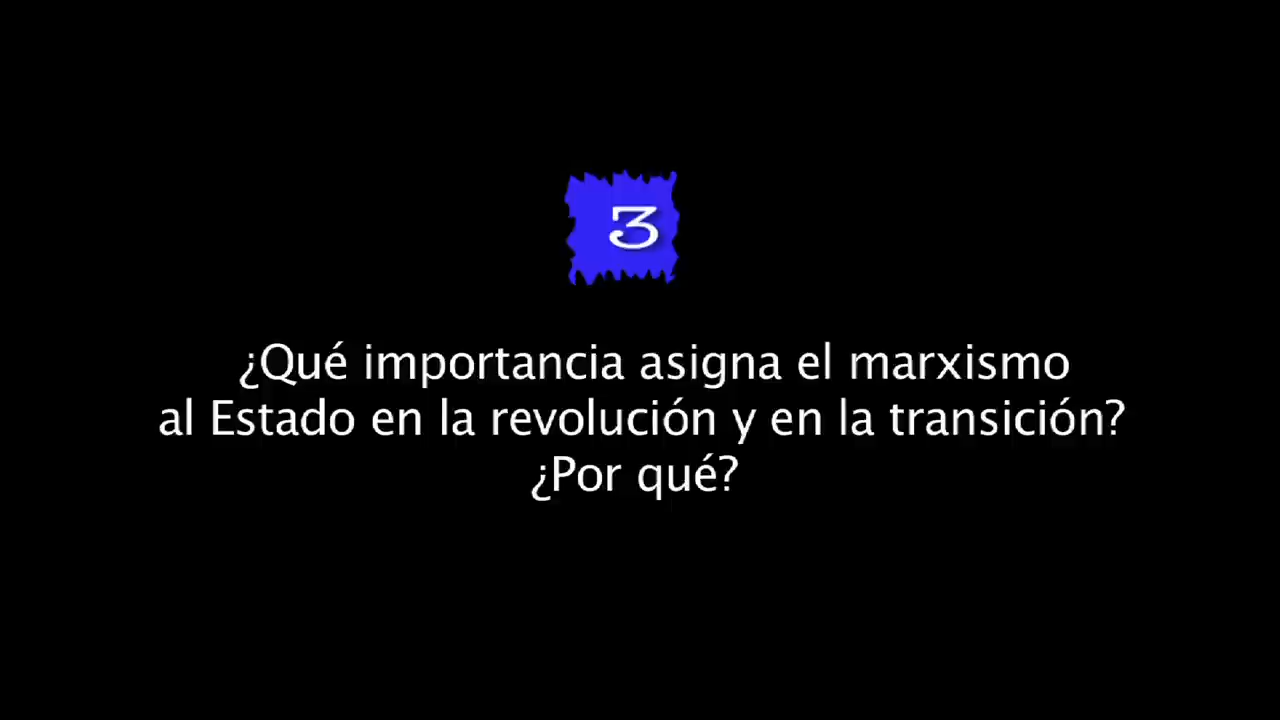 3
¿Qué importancia asigna el marxismo
al Estado en la revolución y en la transición?
¿Por qué?